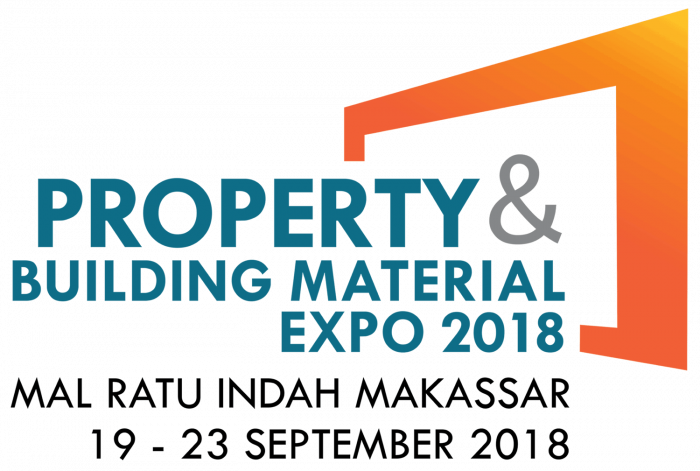 PROPERTY &
BUILDING MATERIAL
EXPO 2018
MAL RATU INDAH MAKASSAR
19 - 23 SEPTEMBER 2018